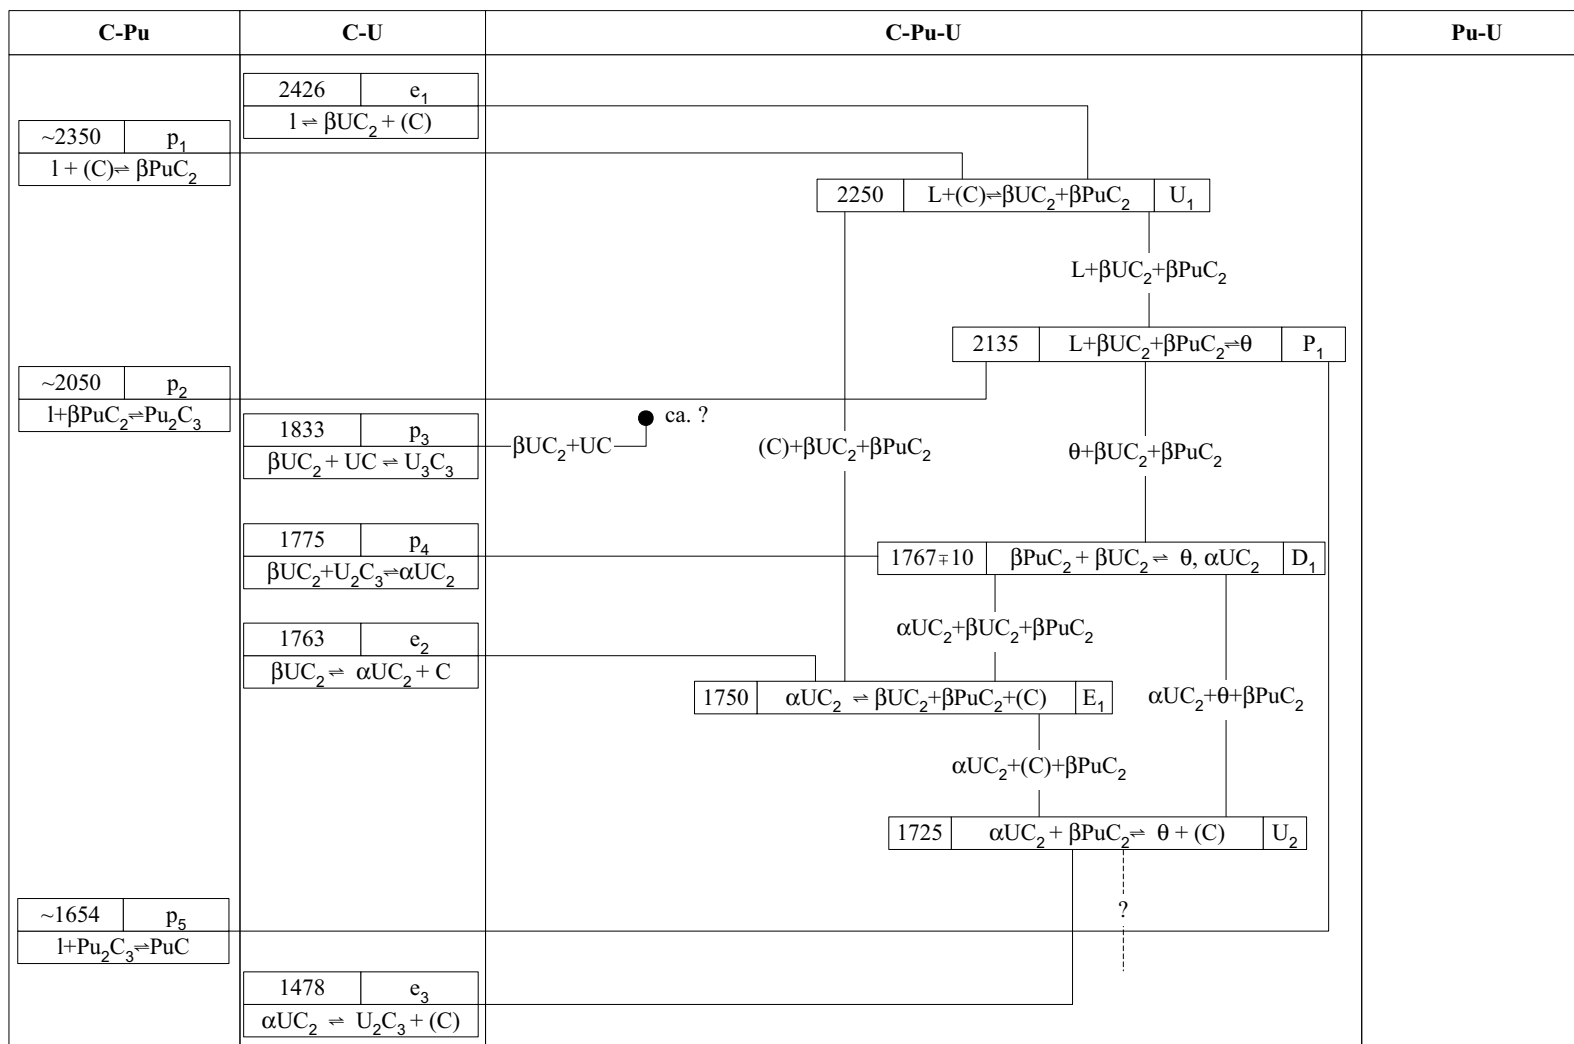 C-Pu C-U C-Pu-U Pu-U
2426 e₁
l ⇌ βUC₂ + (C)
~2350 p₁
l + (C)⇌ βPuC₂
2250 L+(C)⇌βUC₂+βPuC₂ U₁
L+βUC₂+βPuC₂
2135 L+βUC₂+βPuC₂⇌θ P₁
~2050 p₂
l+βPuC₂⇌Pu₂C₃
ca. ?
1833 p₃
βUC₂ + UC ⇌ U₃C₃
βUC₂+UC
(C)+βUC₂+βPuC₂
θ+βUC₂+βPuC₂
1775 p₄
βUC₂+U₂C₃⇌αUC₂
1767∓10 βPuC₂ + βUC₂ ⇌ θ, αUC₂ D₁
αUC₂+βUC₂+βPuC₂
1763 e₂
βUC₂ ⇌ αUC₂ + C
1750 αUC₂ ⇌ βUC₂+βPuC₂+(C) E₁
αUC₂+θ+βPuC₂
αUC₂+(C)+βPuC₂
1725 αUC₂ + βPuC₂⇌ θ + (C) U₂
~1654 p₅
l+Pu₂C₃⇌PuC
?
1478 e₃
αUC₂ ⇌ U₂C₃ + (C)